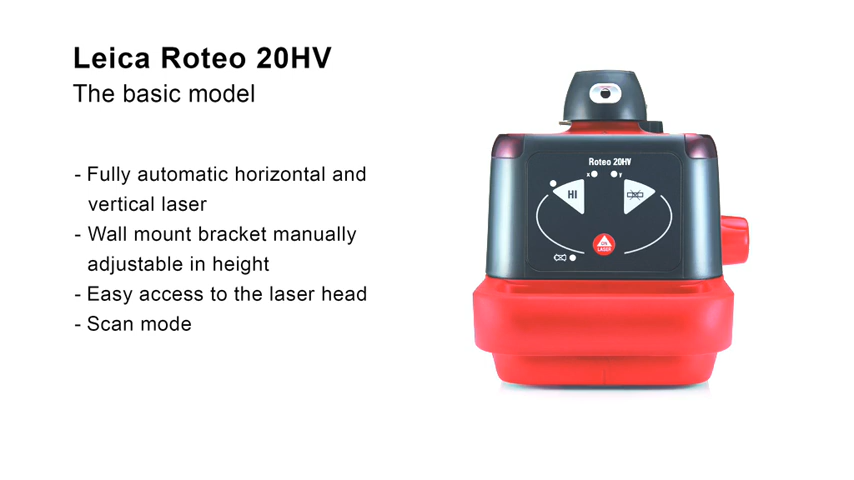 Leica Roteo 20HV
The basic model
- Fully automatic horizontal and
vertical laser
- Wall mount bracket manually
adjustable in height
- Easy access to the laser head
- Scan mode
Roteo 20HV
x y
HI
ON
LASER